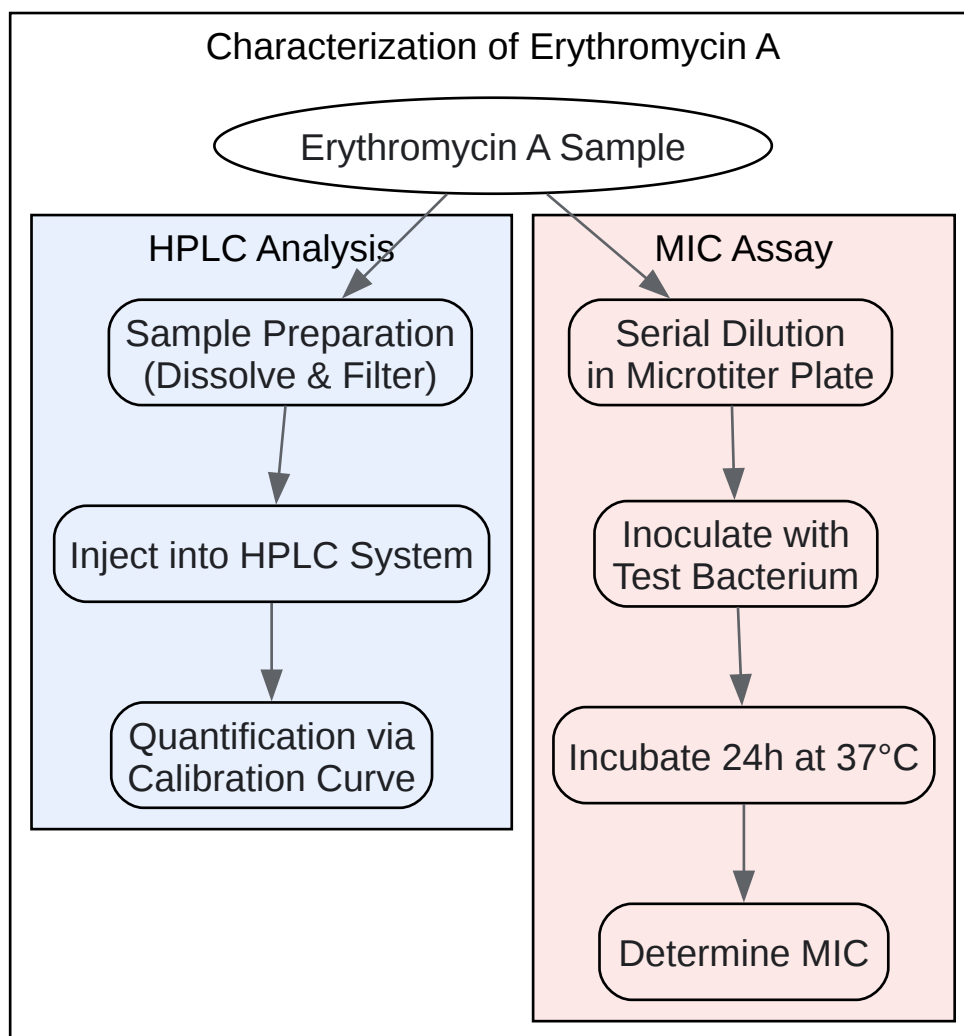 Characterization of Erythromycin A
Erythromycin A Sample
HPLC Analysis
Sample Preparation
(Dissolve & Filter)
Inject into HPLC System
Quantification via
Calibration Curve
MIC Assay
Serial Dilution
in Microtiter Plate
Inoculate with
Test Bacterium
Incubate 24h at 37°C
Determine MIC